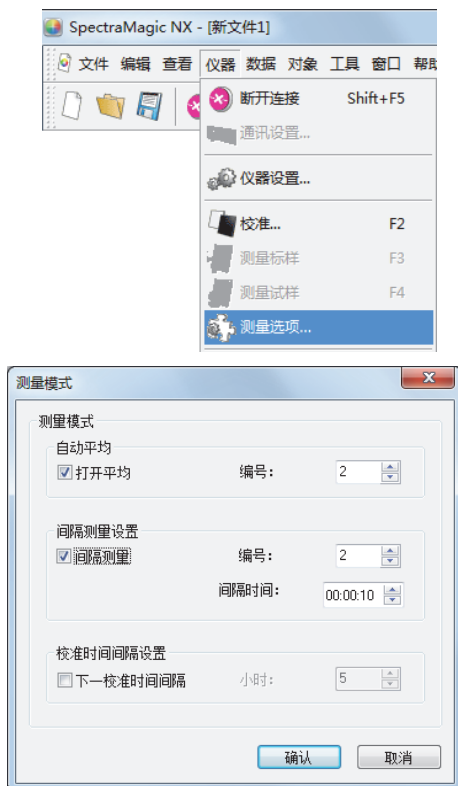 SpectraMagic NX - [新文件1]
文件 编辑 查看 仪器 数据 对象 工具 窗口
断开连接 Shift+F5
通讯设置...
仪器设置...
校准... F2
测量标样 F3
测量试样 F4
测量选项...
测量模式
测量模式
自动平均
打开平均 编号: 2
间隔测量设置
间隔测量 编号: 2
间隔时间: 00:00:10
校准时间间隔设置
下一校准时间间隔 小时: 5
确认 取消